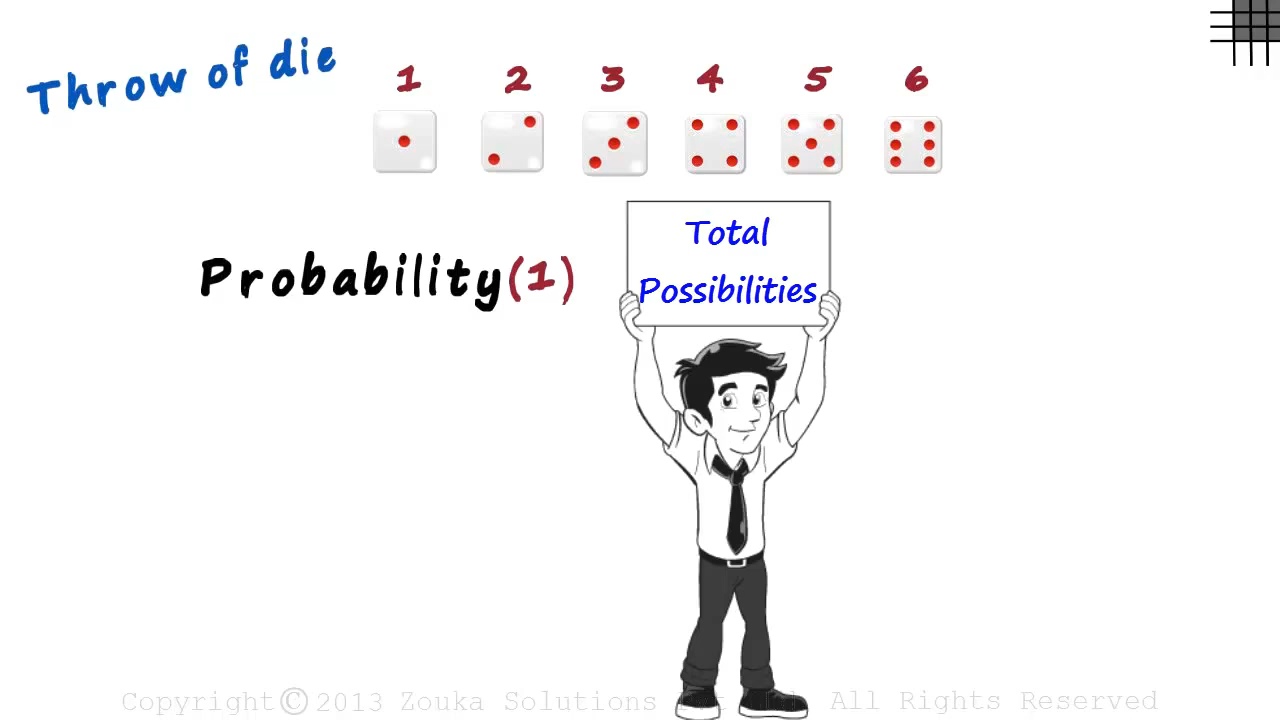 Throw of die
1 2 3 4 5 6
Total
Possibilities
Probability(1)
Copyright© 2013 Zouka Solutions All Rights Reserved